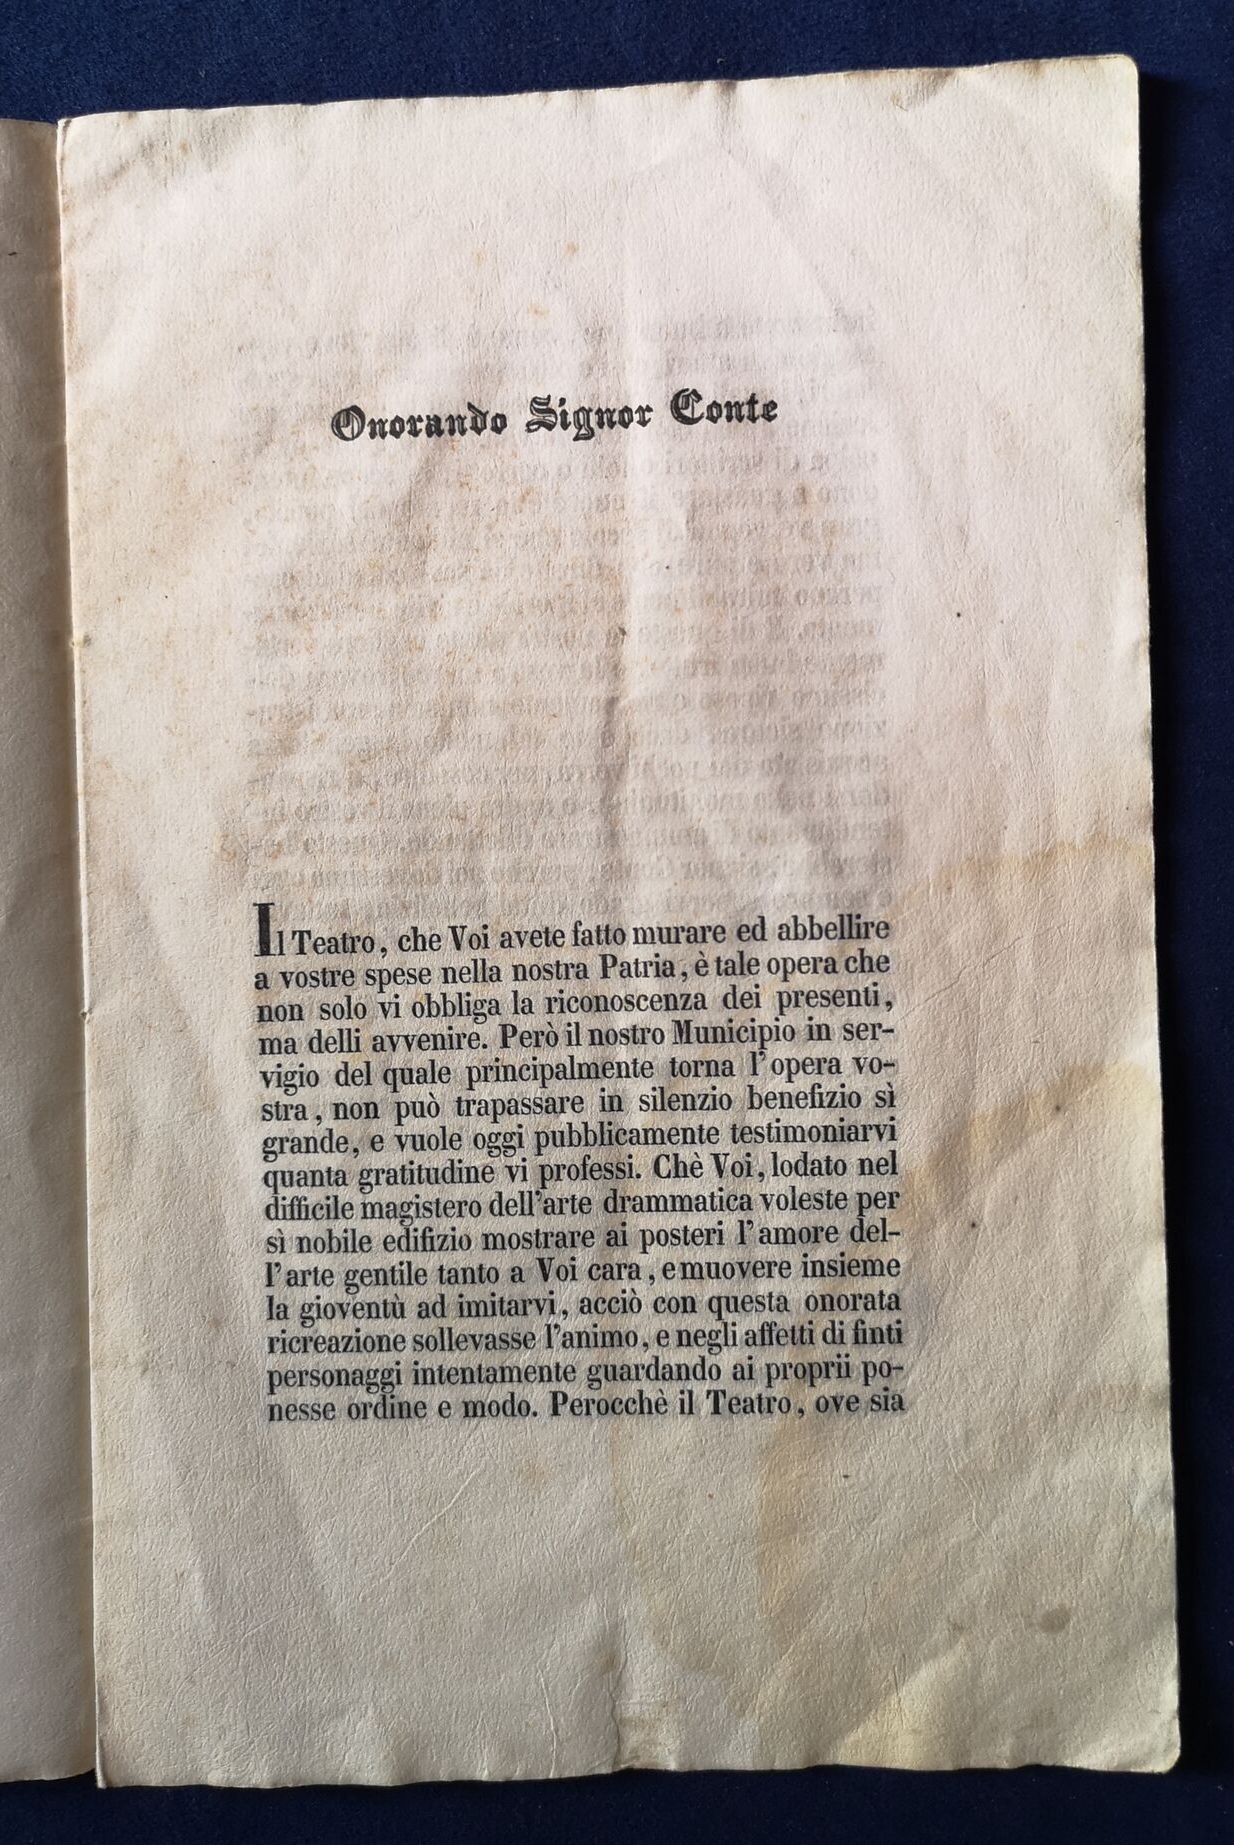 Onorando Signor Conte
Il Teatro, che Voi avete fatto murare ed abbellire
a vostre spese nella nostra Patria, è tale opera che
non solo vi obbliga la riconoscenza dei presenti,
ma delli avvenire. Però il nostro Municipio in ser-
vigio del quale principalmente torna l'opera vo-
stra, non può trapassare in silenzio benefizio sì
grande, e vuole oggi pubblicamente testimoniarvi
quanta gratitudine vi professi. Chè Voi, lodato nel
difficile magistero dell'arte drammatica voleste per
sì nobile edifizio mostrare ai posteri l'amore del-
l'arte gentile tanto a Voi cara, e muovere insieme
la gioventù ad imitarvi, acciò con questa onorata
ricreazione sollevasse l'animo, e negli affetti di finti
personaggi intentamente guardando ai proprii po-
nesse ordine e modo. Perocchè il Teatro, ove sia